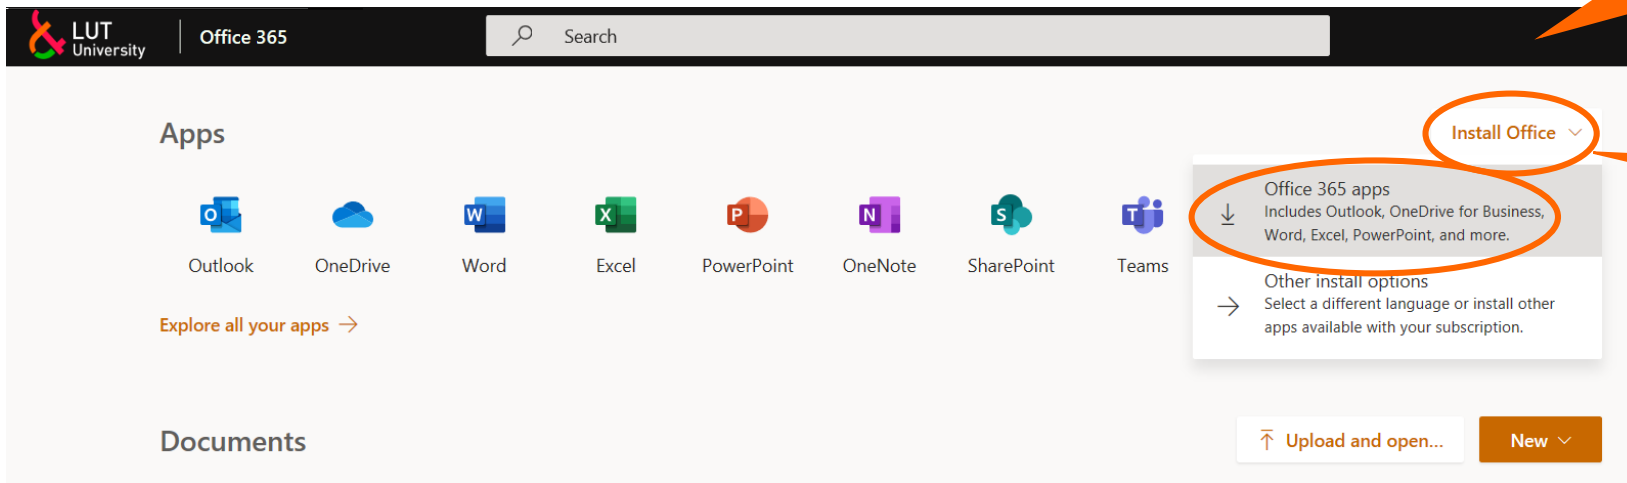 LUT
University
Office 365
Search
Apps
Install Office
Office 365 apps
Includes Outlook, OneDrive for Business,
Word, Excel, PowerPoint, and more.
Other install options
Select a different language or install other
apps available with your subscription.
Outlook
OneDrive
Word
Excel
PowerPoint
OneNote
SharePoint
Teams
Explore all your apps →
Documents
Upload and open...
New